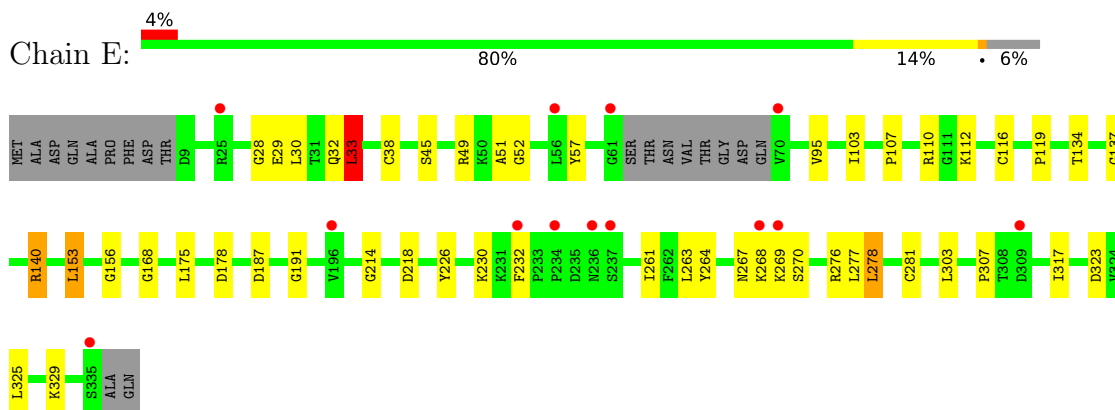 4%
Chain E:
80% 14% • 6%
MET ALA ASP GLN ALA PRO PHE ASP THR D9 R25 G28 E29 L30 T31 Q32 L33 C38 S45 R49 K50 A51 G52 L56 Y57 G61 SER THR ASN VAL THR GLY ASP GLN V70 V95 I103 P107 R110 G111 K112 C116 P119 T134 G137
R140 L153 G156 G168 L175 D178 D187 G191 V196 G214 D218 Y226 K230 K231 F232 P233 P234 D235 N236 S237 I261 F262 L263 Y264 N267 K268 K269 S270 R276 L277 L278 C281 L303 P307 T308 D309 I317 D323 V324
L325 K329 S335 ALA GLN